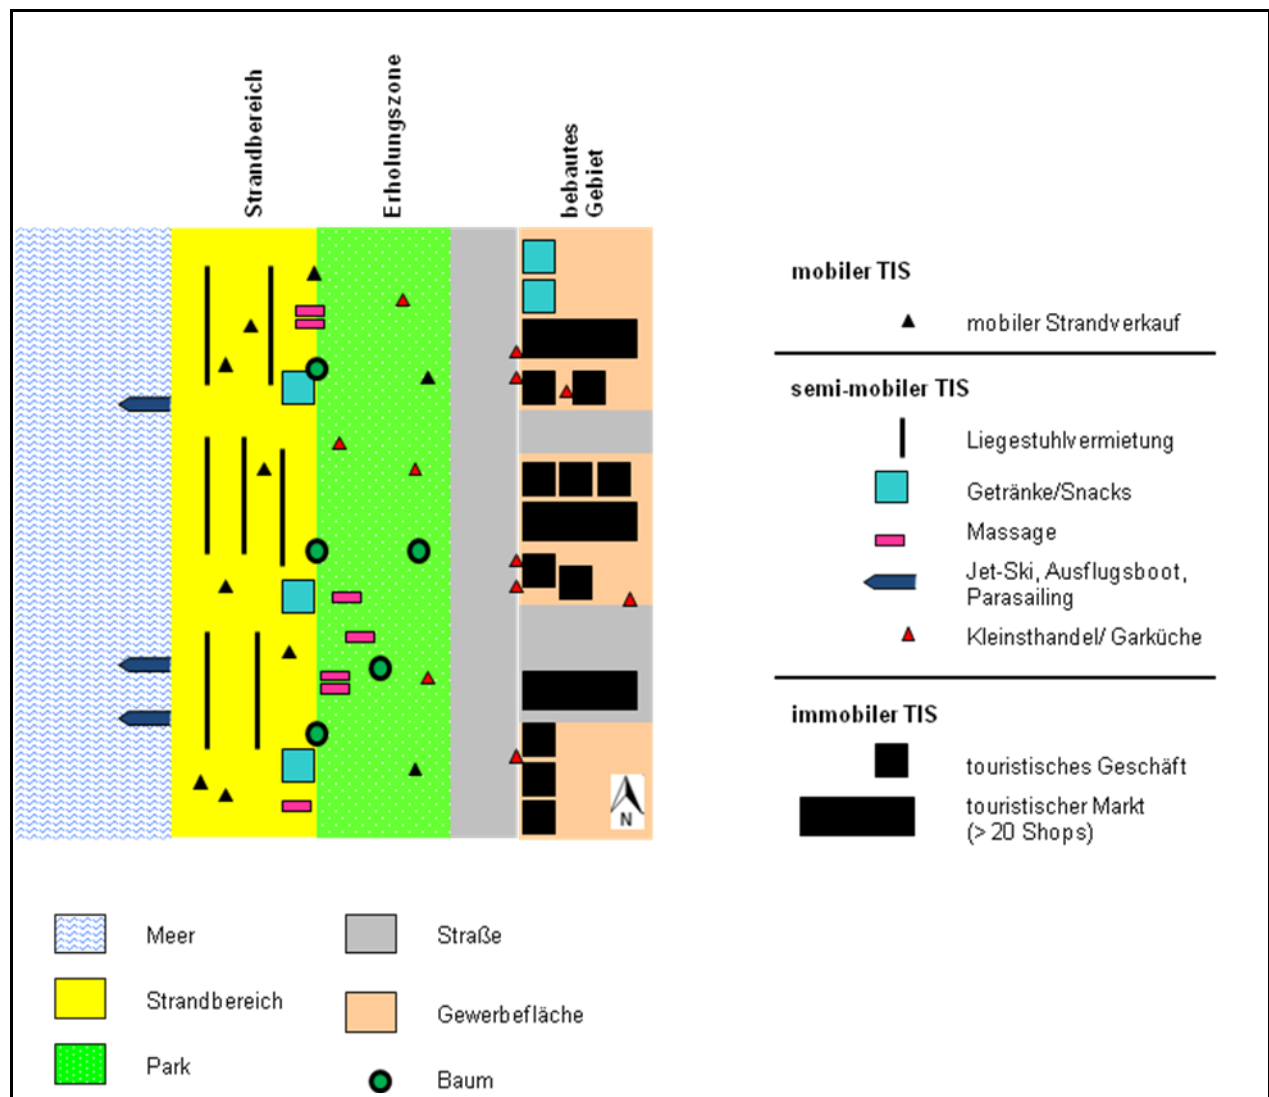 Strandbereich
Erholungszone
bebautes
Gebiet
mobiler TIS
mobiler Strandverkauf
semi-mobiler TIS
Liegestuhlvermietung
Getränke/Snacks
Massage
Jet-Ski, Ausflugsboot,
Parasailing
Kleinsthandel/ Garküche
immobiler TIS
touristisches Geschäft
touristischer Markt
(> 20 Shops)
N
Meer
Straße
Strandbereich
Gewerbefläche
Park
Baum